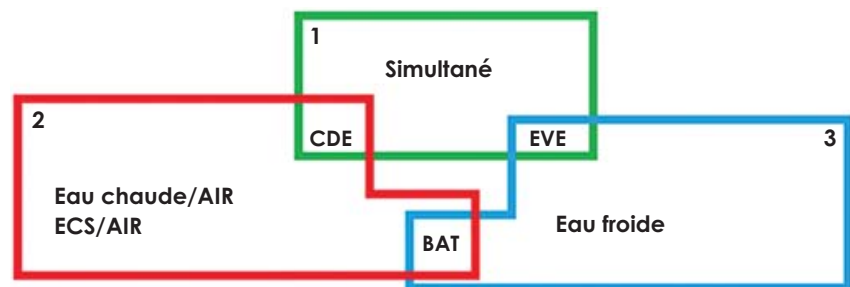 1
Simultané
2
CDE
EVE
3
Eau chaude/AIR
ECS/AIR
Eau froide
BAT